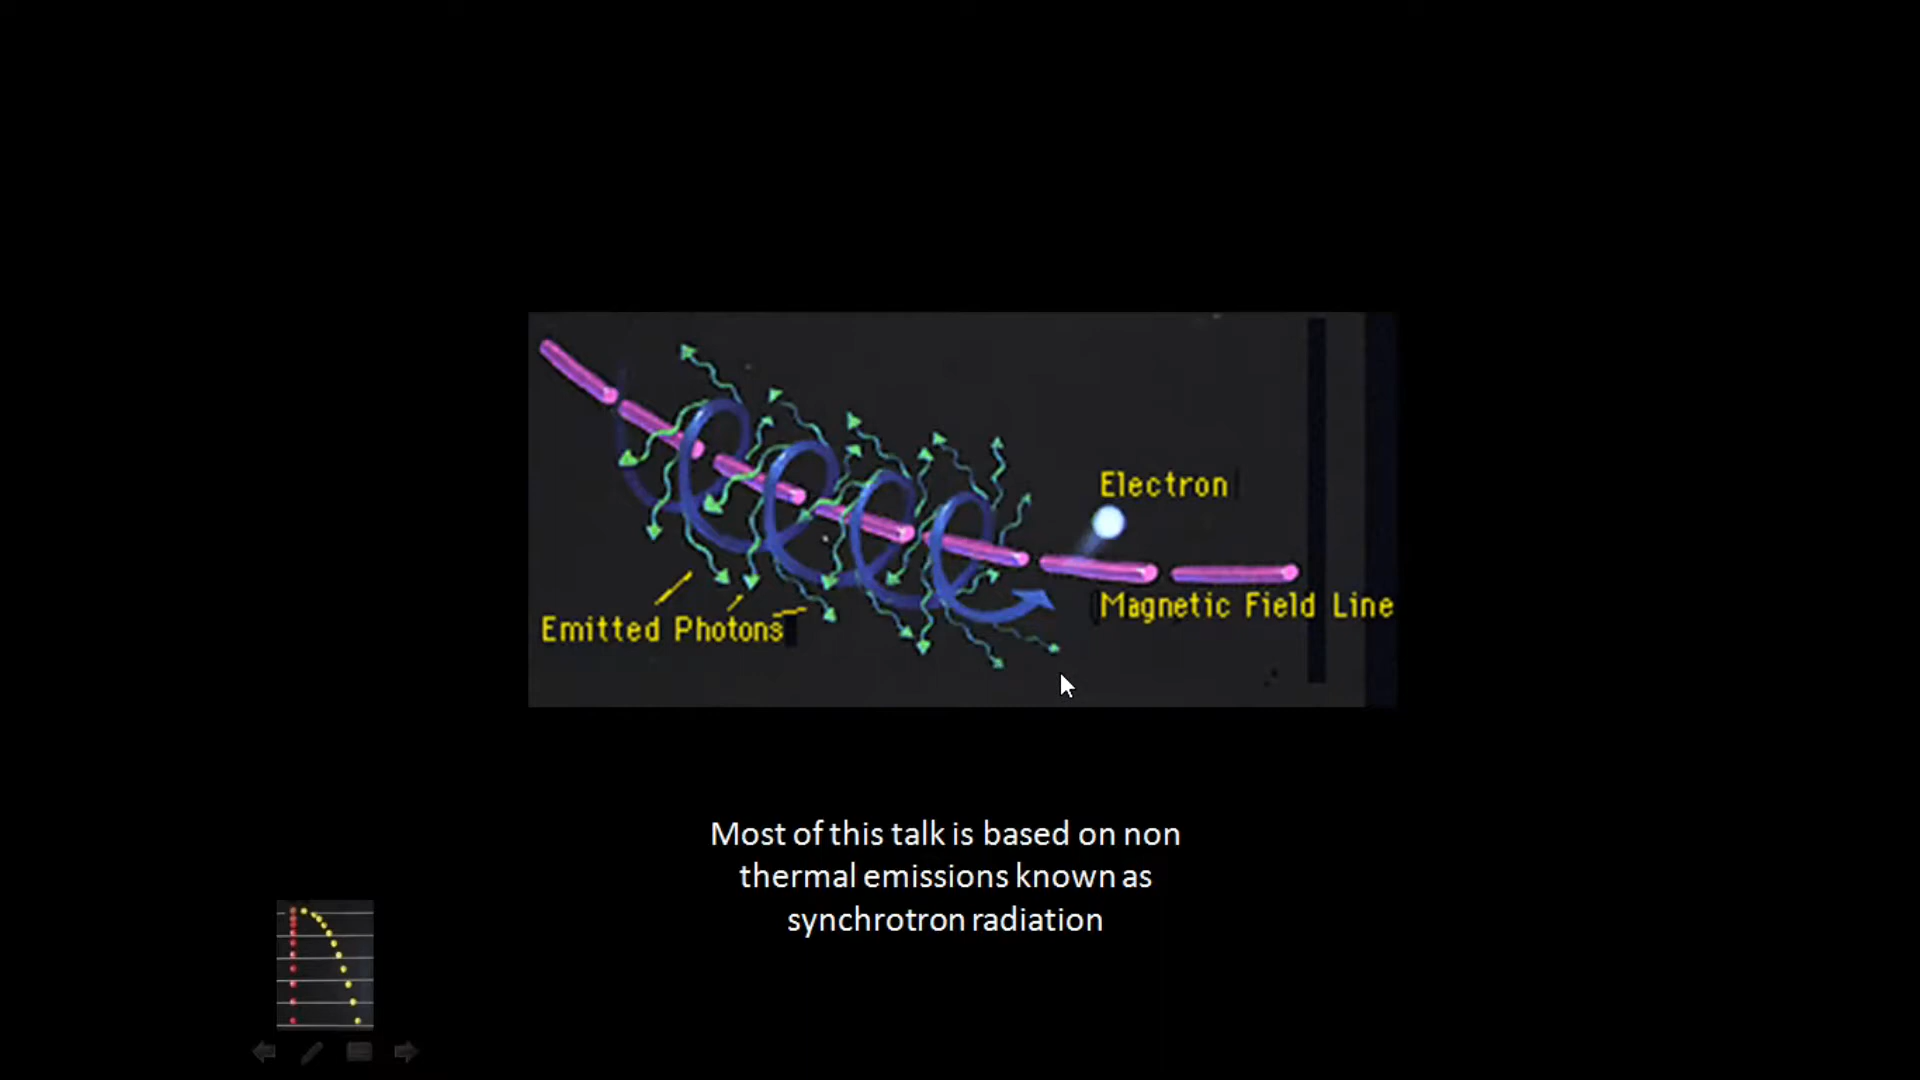 Electron
Magnetic Field Line
Emitted Photons
Most of this talk is based on non
thermal emissions known as
synchrotron radiation